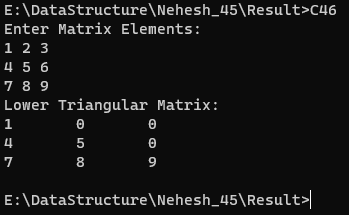 E:\DataStructure\Nehesh_45\Result>C46
Enter Matrix Elements:
1 2 3
4 5 6
7 8 9
Lower Triangular Matrix:
1 0 0
4 5 0
7 8 9
E:\DataStructure\Nehesh_45\Result>